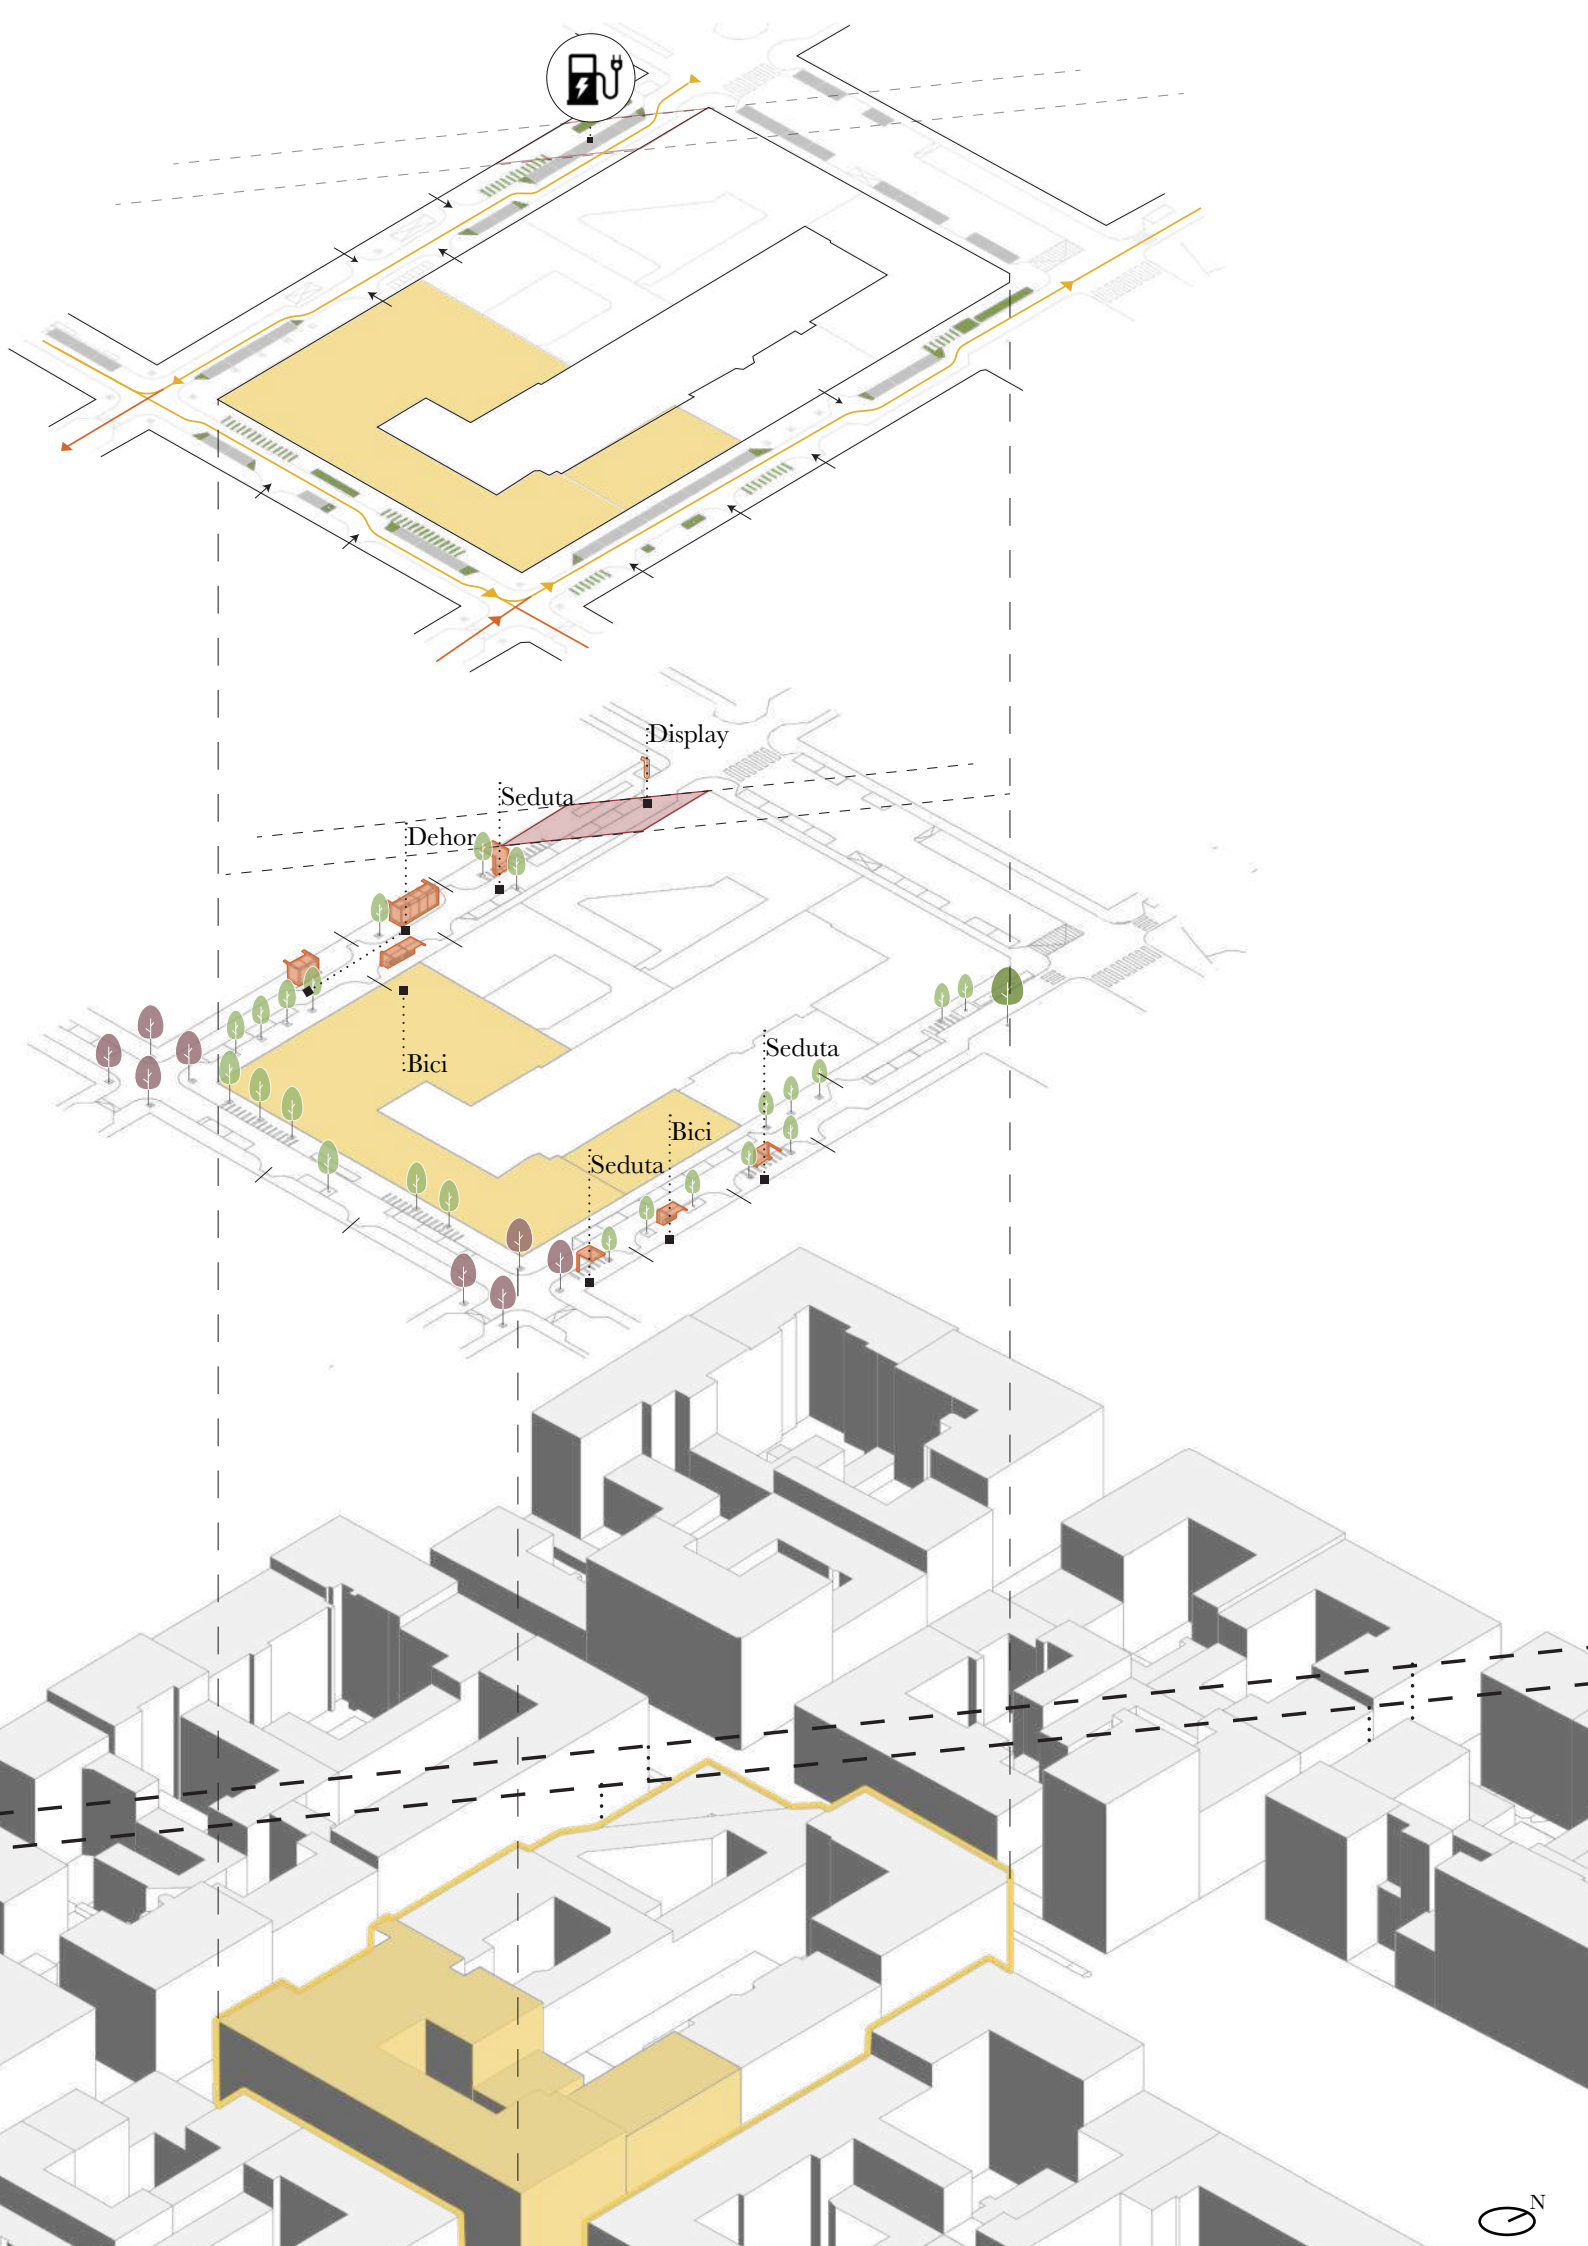 Display
Seduta
Dehor
Bici
Seduta
Bici
Seduta
N